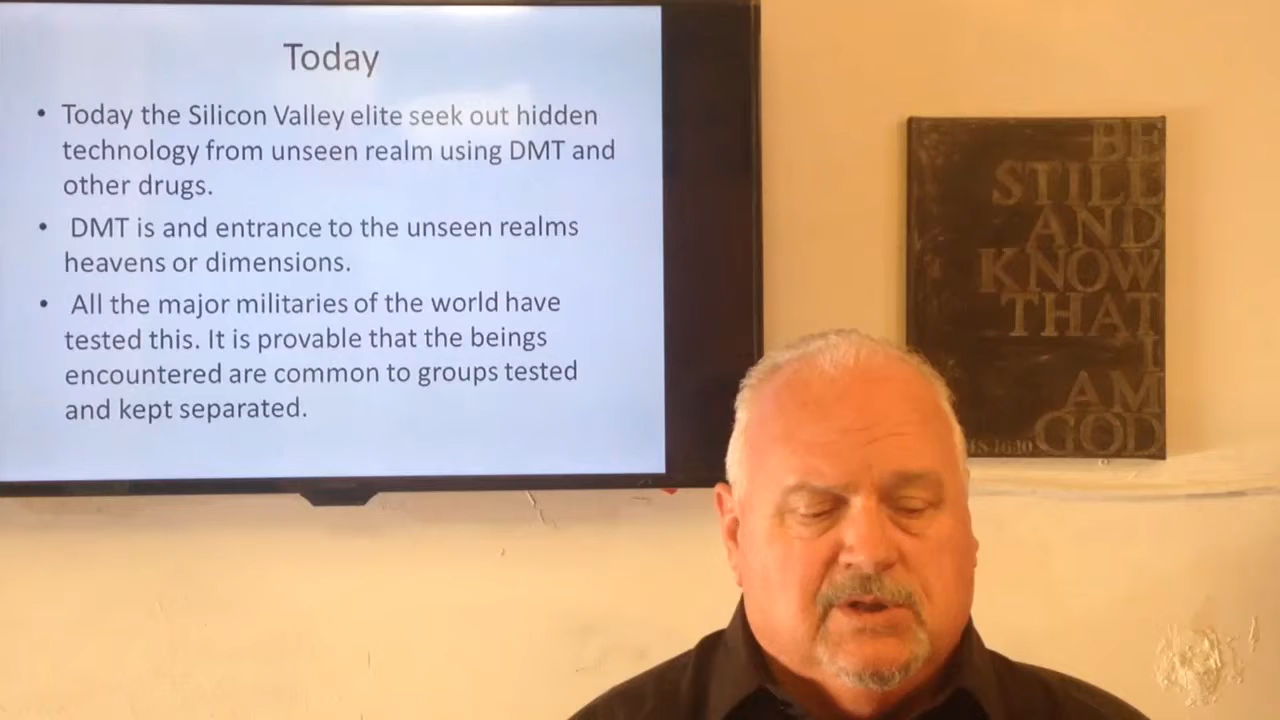 Today
• Today the Silicon Valley elite seek out hidden
technology from unseen realm using DMT and
other drugs.
• DMT is and entrance to the unseen realms
heavens or dimensions.
• All the major militaries of the world have
tested this. It is provable that the beings
encountered are common to groups tested
and kept separated.
BE
STILL
AND
KNOW
THAT
I
AM
GOD